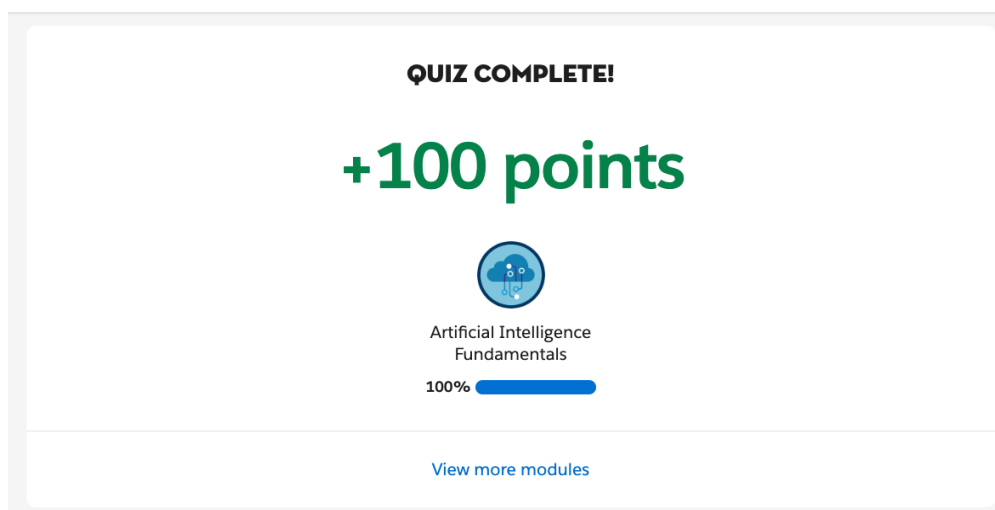 QUIZ COMPLETE!
+100 points
Artificial Intelligence
Fundamentals
100%
View more modules